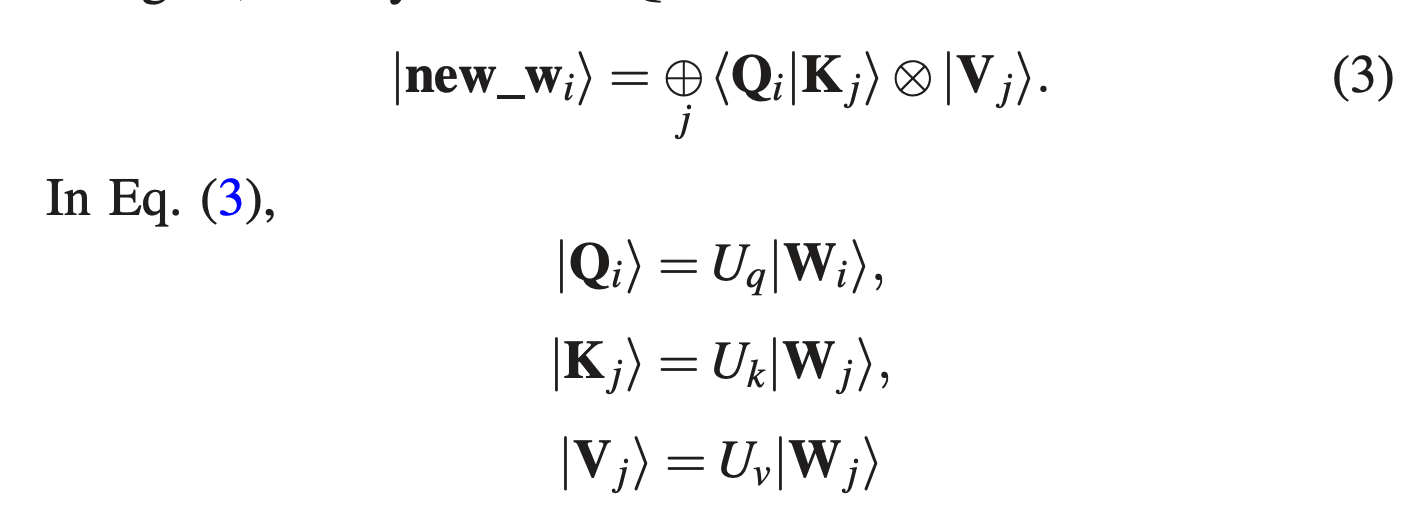 |new_w_i⟩ = ⊕_j ⟨Q_i|K_j⟩ ⊗ |V_j⟩. (3)
In Eq. (3),
|Q_i⟩ = U_q|W_i⟩,
|K_j⟩ = U_k|W_j⟩,
|V_j⟩ = U_v|W_j⟩